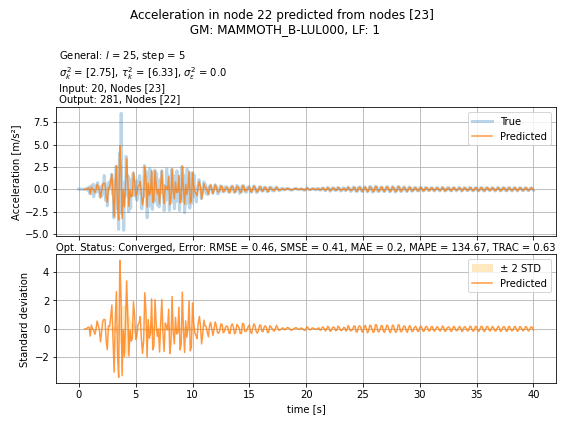 Acceleration in node 22 predicted from nodes [23]
GM: MAMMOTH_B-LUL000, LF: 1
General: l = 25, step = 5
σ²ₖ = [2.75], τ²ₖ = [6.33], σ²_ε = 0.0
Input: 20, Nodes [23]
Output: 281, Nodes [22]
Acceleration [m/s²]
7.5
5.0
2.5
0.0
−2.5
−5.0
True
Predicted
Opt. Status: Converged, Error: RMSE = 0.46, SMSE = 0.41, MAE = 0.2, MAPE = 134.67, TRAC = 0.63
Standard deviation
4
2
0
−2
± 2 STD
Predicted
0 5 10 15 20 25 30 35 40
time [s]